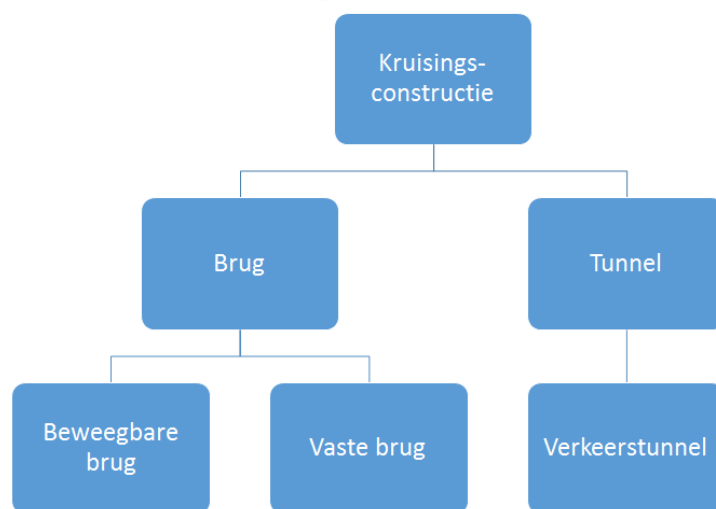 Kruisings-
constructie
Brug
Tunnel
Beweegbare
brug
Vaste brug
Verkeerstunnel